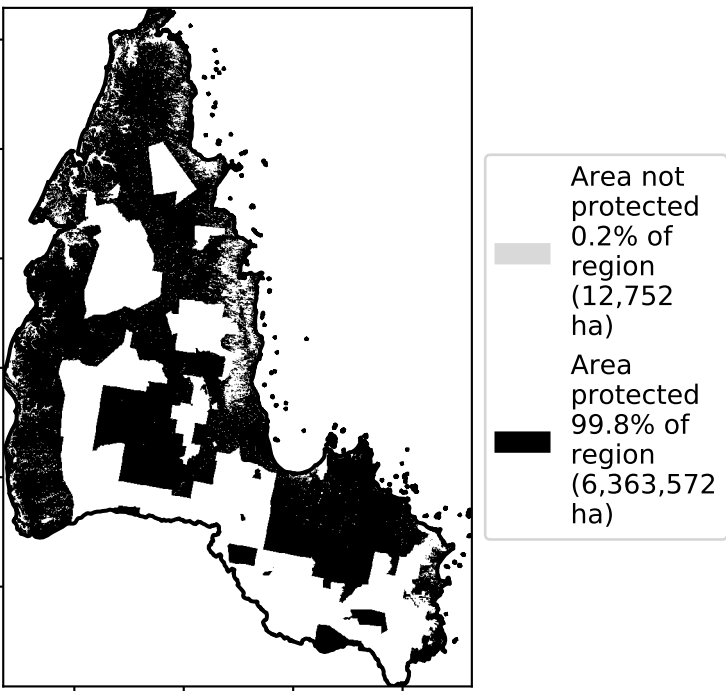 Area not
protected
0.2% of
region
(12,752
ha)
Area
protected
99.8% of
region
(6,363,572
ha)